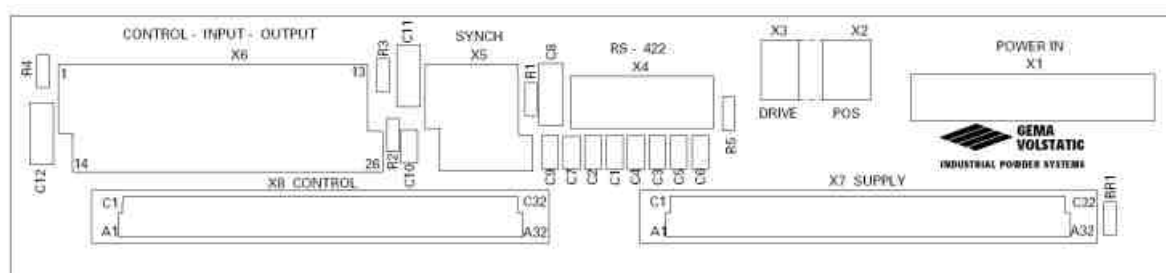 CONTROL - INPUT - OUTPUT
X6
R4
1
13
14
26
C12
R3
C11
R2
C10
SYNCH
X5
R1
C8
RS - 422
X4
R5
C9
C7
C2
C1
C4
C3
C5
C6
X3
X2
DRIVE
POS
POWER IN
X1
GEMA
VOLSTATIC
INDUSTRIAL POWDER SYSTEMS
X8 CONTROL
C1
C32
A1
A32
X7 SUPPLY
C1
C32
A1
A32
RR1